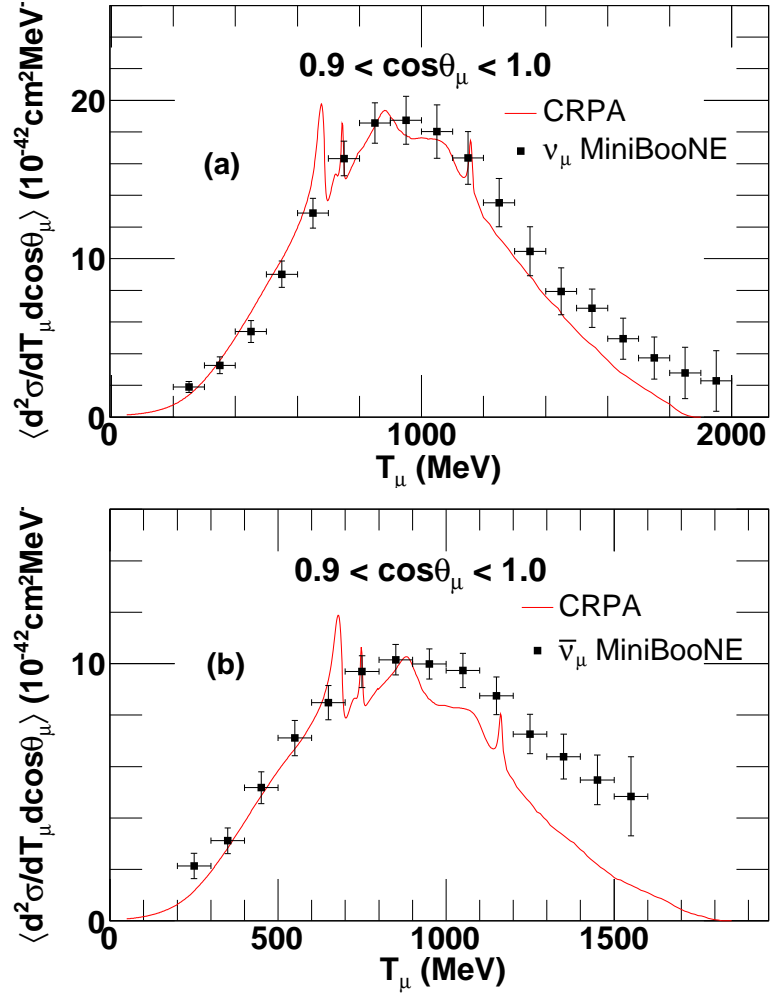 0.9 < cosθμ < 1.0
CRPA
νμ MiniBooNE
(a)
20
10
0
⟨d²σ/dTμdcosθμ⟩ (10⁻⁴²cm²MeV⁻
0 1000 2000
Tμ (MeV)
0.9 < cosθμ < 1.0
CRPA
ν̅μ MiniBooNE
(b)
10
0
⟨d²σ/dTμdcosθμ⟩ (10⁻⁴²cm²MeV⁻
0 500 1000 1500
Tμ (MeV)